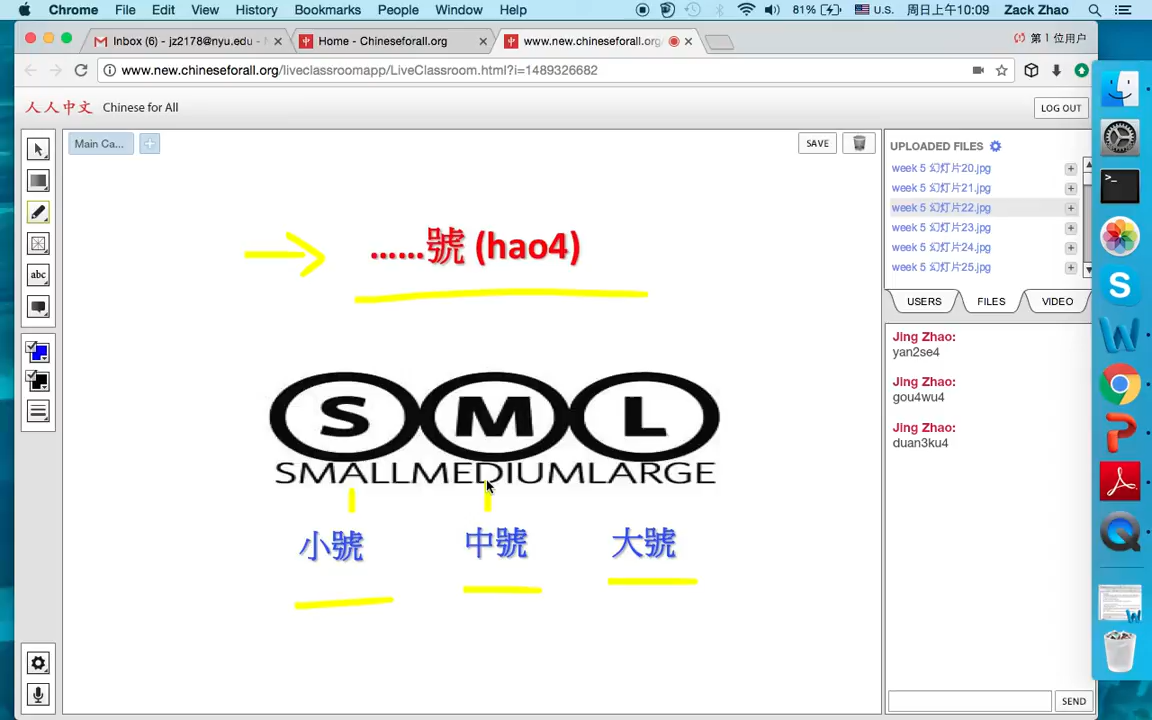 Chrome File Edit View History Bookmarks People Window Help 81% U.S. 周日上午10:09 Zack Zhao
Inbox (6) - jz2178@nyu.edu - Home - Chineseforall.org www.new.chineseforall.org 第 1 位用户
www.new.chineseforall.org/liveclassroomapp/LiveClassroom.html?i=1489326682
人人中文 Chinese for All LOG OUT
Main Ca... SAVE
UPLOADED FILES
week 5 幻灯片20.jpg
week 5 幻灯片21.jpg
week 5 幻灯片22.jpg
week 5 幻灯片23.jpg
week 5 幻灯片24.jpg
week 5 幻灯片25.jpg
USERS FILES VIDEO
abc
......號 (hao4)
S M L
SMALLMEDIUMLARGE
小號 中號 大號
Jing Zhao:
yan2se4
Jing Zhao:
gou4wu4
Jing Zhao:
duan3ku4
SEND